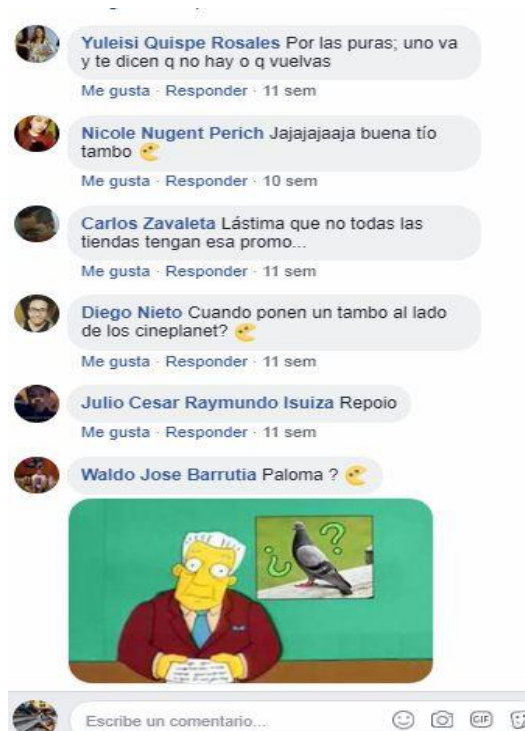 Yuleisi Quispe Rosales Por las puras; uno va
y te dicen q no hay o q vuelvas
Me gusta · Responder · 11 sem
Nicole Nugent Perich Jajajajaaja buena tío
tambo
Me gusta · Responder · 10 sem
Carlos Zavaleta Lástima que no todas las
tiendas tengan esa promo...
Me gusta · Responder · 11 sem
Diego Nieto Cuando ponen un tambo al lado
de los cineplanet?
Me gusta · Responder · 11 sem
Julio Cesar Raymundo Isuiza Repoio
Me gusta · Responder · 11 sem
Waldo Jose Barrutia Paloma ?
¿ ?
Escribe un comentario...
GIF